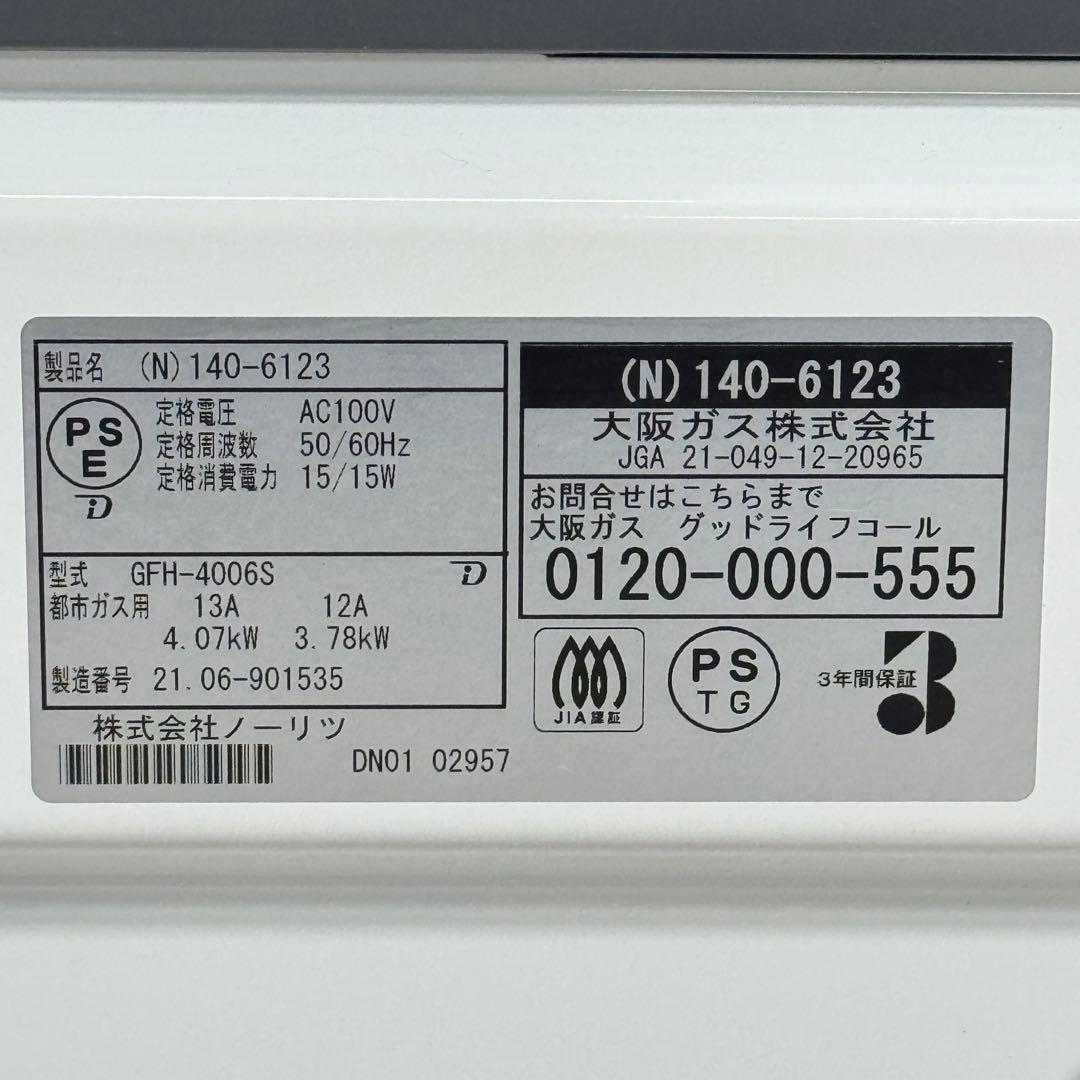 製品名 (N)140-6123
PS
E
定格電圧 AC100V
定格周波数 50/60Hz
定格消費電力 15/15W
型式 GFH-4006S
都市ガス用 13A 12A
4.07kW 3.78kW
製造番号 21.06-901535
株式会社ノーリツ
DN01 02957
(N)140-6123
大阪ガス株式会社
JGA 21-049-12-20965
お問合せはこちらまで
大阪ガス グッドライフコール
0120-000-555
JIA認証
PS
TG
3年間保証
3